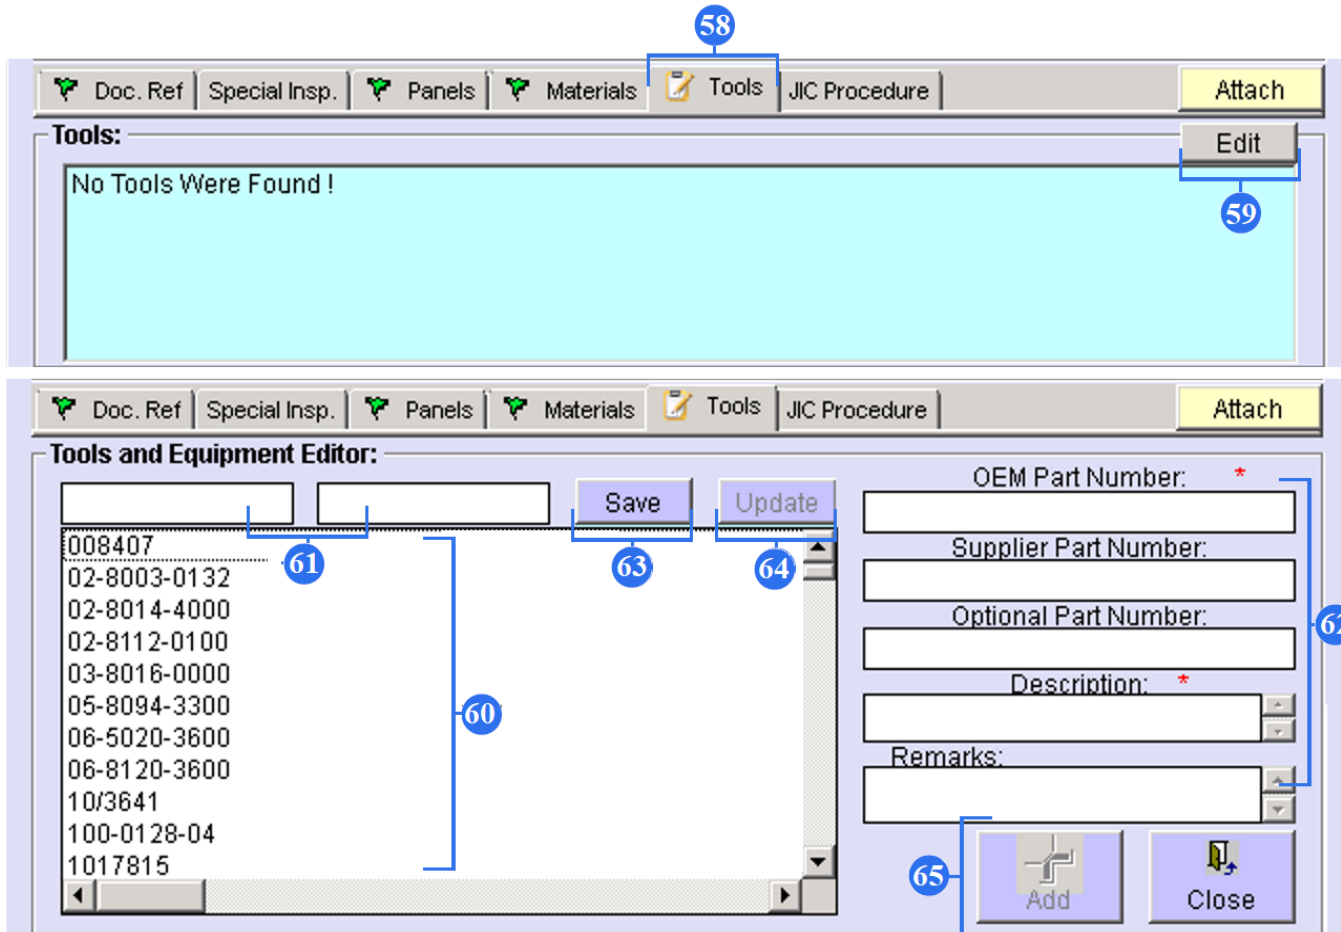 58
Doc. Ref Special Insp. Panels Materials Tools JIC Procedure Attach
Tools: Edit
No Tools Were Found !
59
Doc. Ref Special Insp. Panels Materials Tools JIC Procedure Attach
Tools and Equipment Editor:
OEM Part Number: *
Save Update
008407
61 63 64
Supplier Part Number:
02-8003-0132
02-8014-4000
Optional Part Number:
62
02-8112-0100
03-8016-0000
Description: *
05-8094-3300
60
06-5020-3600
Remarks:
06-8120-3600
10/3641
100-0128-04
1017815
65
Add Close